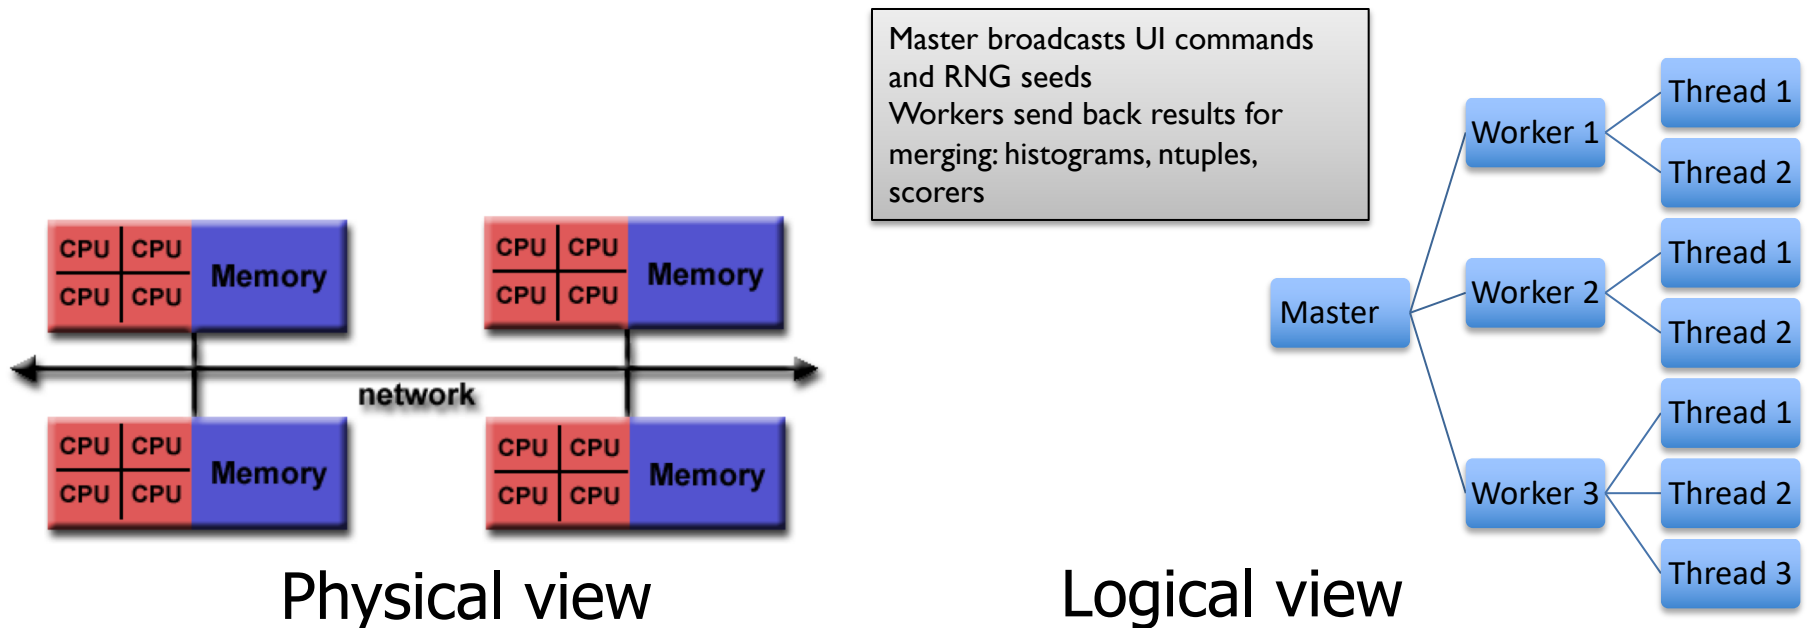 CPU CPU
CPU CPU
Memory
CPU CPU
CPU CPU
Memory
network
CPU CPU
CPU CPU
Memory
CPU CPU
CPU CPU
Memory
Physical view
Master broadcasts UI commands
and RNG seeds
Workers send back results for
merging: histograms, ntuples,
scorers
Master
Worker 1
Thread 1
Thread 2
Worker 2
Thread 1
Thread 2
Worker 3
Thread 1
Thread 2
Thread 3
Logical view